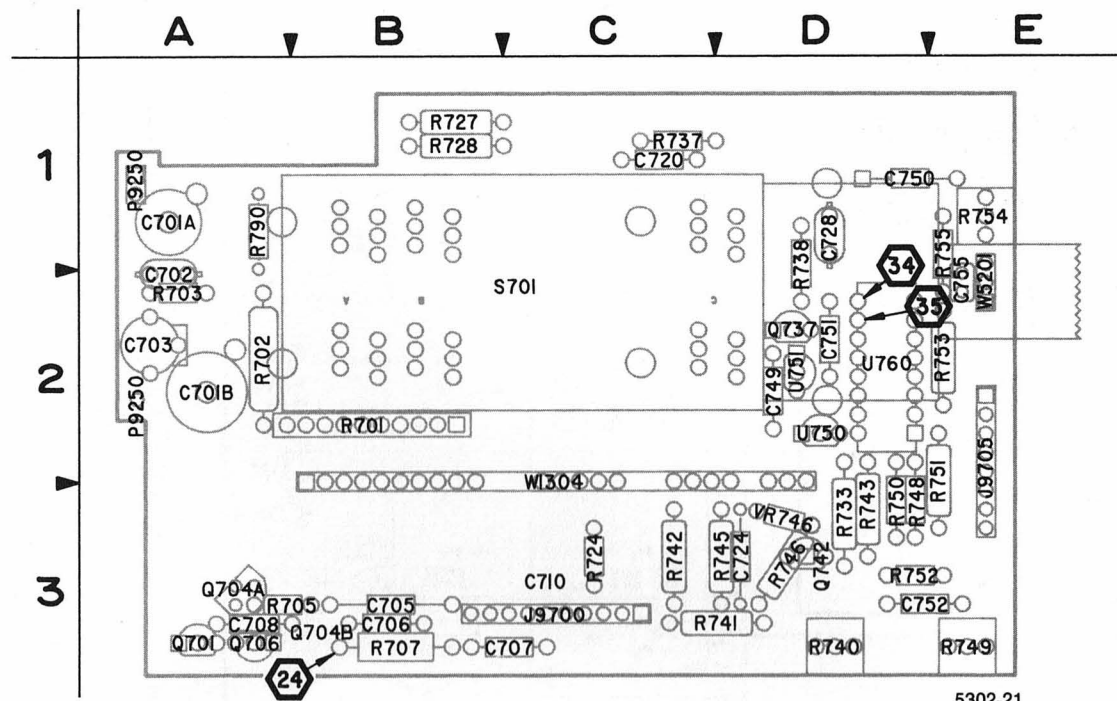 A B C D E
1
2
3
R727
R728
R737
C720
C750
P9250
C701A
R790
C728
R738
R755
R754
34
C702
R703
S701
A B C
C755
W5201
35
C703
R702
Q737
C751
U751
U760
R753
C701B
C749
P9250
R701
U750
J9705
W1304
R733
R743
R750
R748
R751
VR746
R724
R742
R745
C724
R746
Q742
C710
R752
Q704A
R705
C705
J9700
C752
C708
Q704B
C706
R741
Q701
Q706
R707
C707
R740
R749
24
5302-21